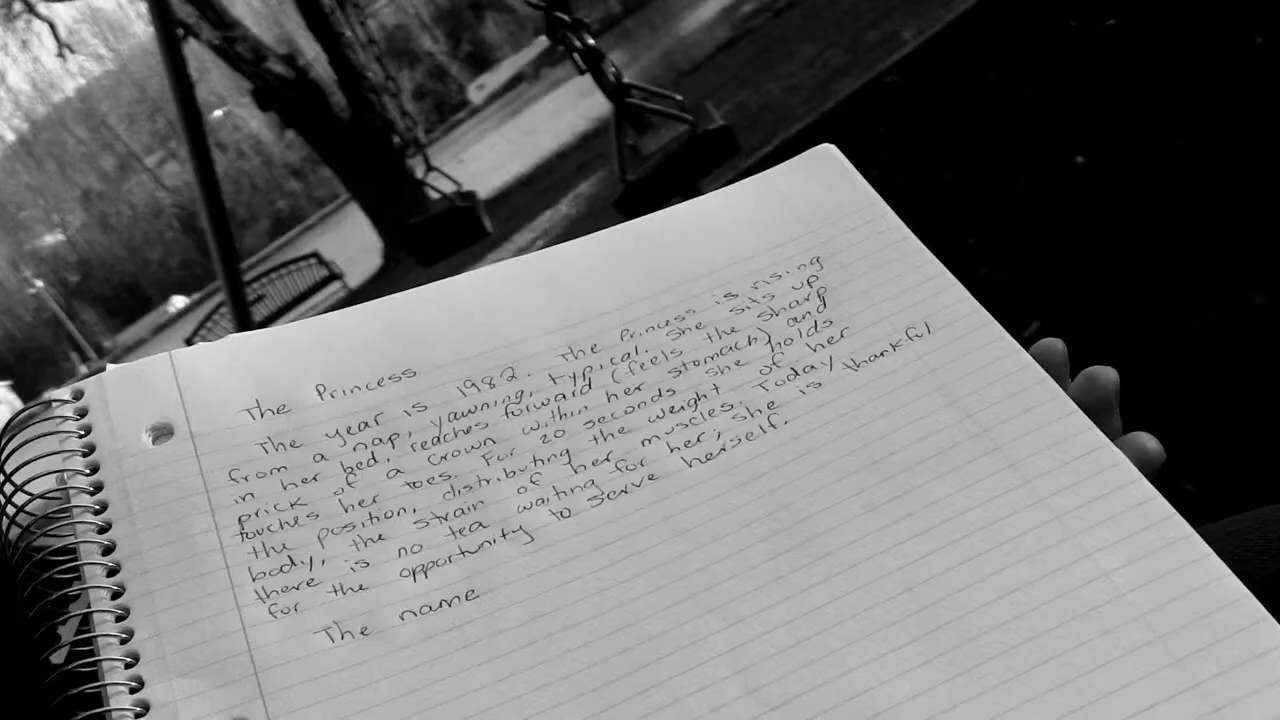 The Princess
The year is 1982. The Princess is rising
from a nap, yawning, typical. She sits up
in her bed, reaches forward (feels the sharp
prick of a crown within her stomach) and
touches her toes. For 20 seconds she holds
the position, distributing the weight of her
body, the strain of her muscles. Today
there is no tea waiting for her; she is thankful
for the opportunity to serve herself.
The name